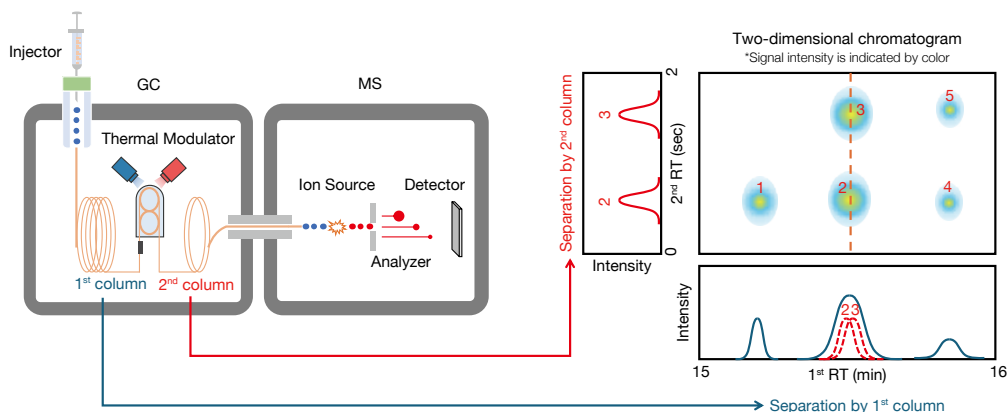 Injector
GC
MS
Thermal Modulator
Ion Source
Detector
Analyzer
1st column
2nd column
Separation by 2nd column
3
2
Intensity
2
2nd RT (sec)
0
Two-dimensional chromatogram
*Signal intensity is indicated by color
3
5
1
2
4
Intensity
23
15
1st RT (min)
16
Separation by 1st column